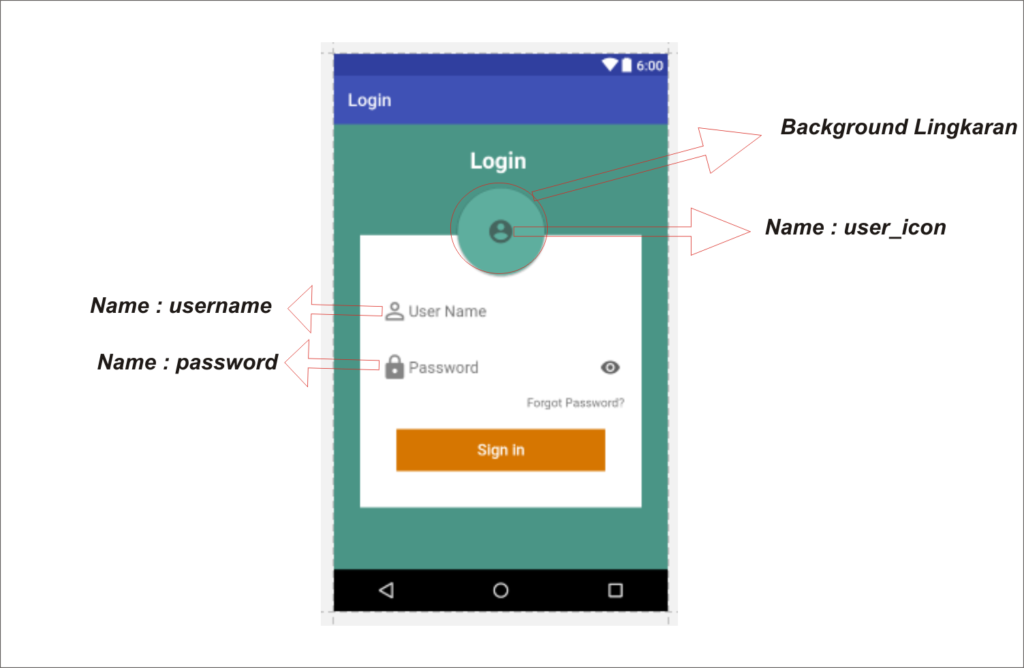 6:00
Login
Login
Background Lingkaran
Name : user_icon
Name : username
User Name
Name : password
Password
Forgot Password?
Sign in